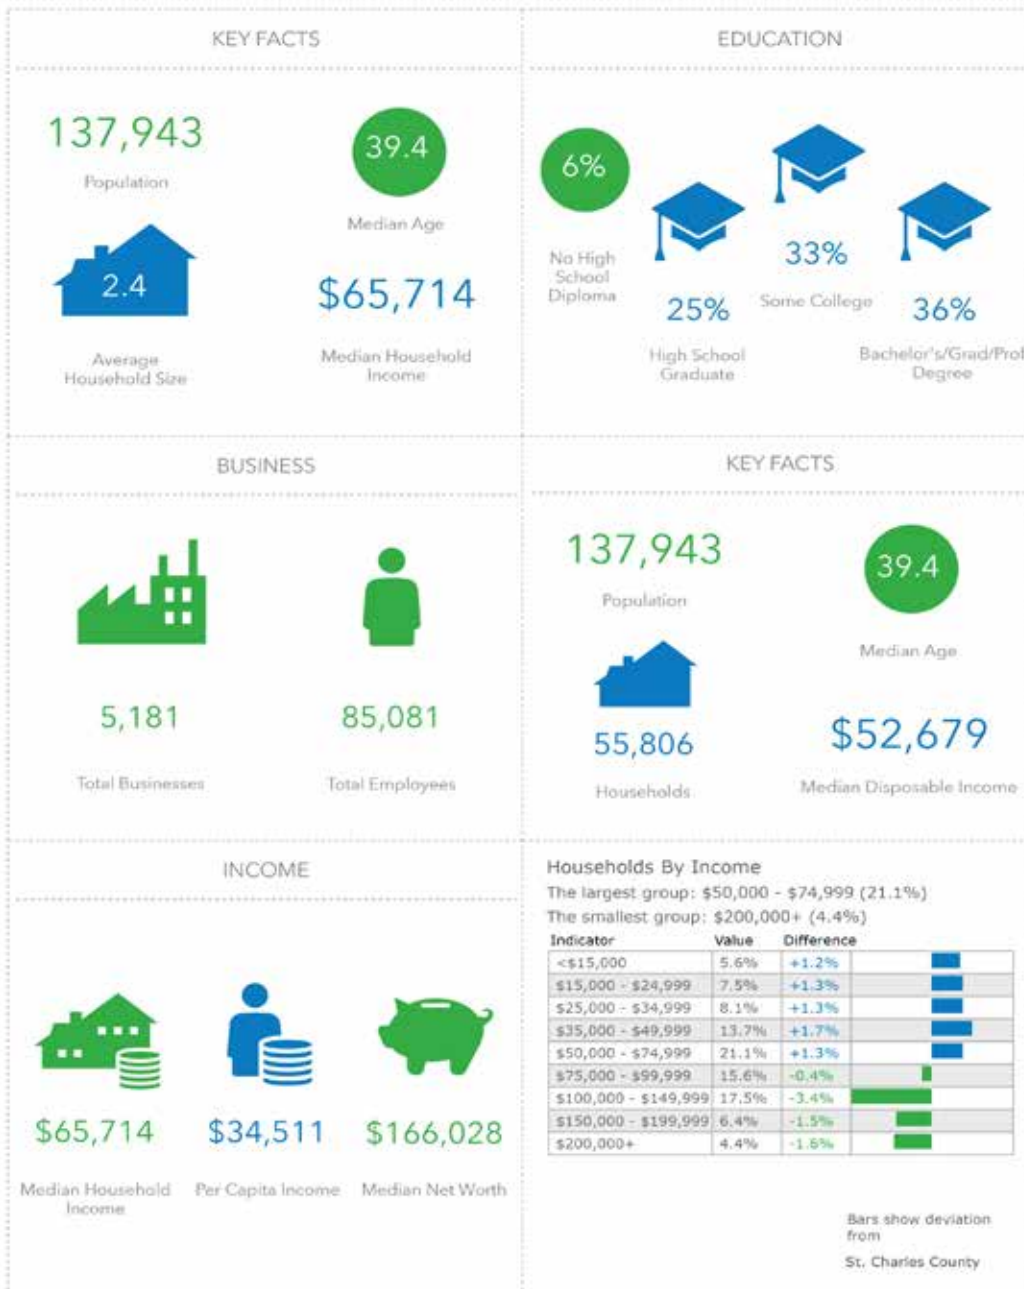 KEY FACTS
137,943
Population
39.4
Median Age
2.4
Average
Household Size
$65,714
Median Household
Income
EDUCATION
6%
No High
School
Diploma
25%
High School
Graduate
33%
Some College
36%
Bachelor's/Grad/Prof
Degree
BUSINESS
5,181
Total Businesses
85,081
Total Employees
KEY FACTS
137,943
Population
39.4
Median Age
55,806
Households
$52,679
Median Disposable Income
INCOME
$65,714
Median Household
Income
$34,511
Per Capita Income
$166,028
Median Net Worth
Households By Income
The largest group: $50,000 - $74,999 (21.1%)
The smallest group: $200,000+ (4.4%)
Indicator Value Difference
<$15,000 5.6% +1.2%
$15,000 - $24,999 7.5% +1.3%
$25,000 - $34,999 8.1% +1.3%
$35,000 - $49,999 13.7% +1.7%
$50,000 - $74,999 21.1% +1.3%
$75,000 - $99,999 15.6% -0.4%
$100,000 - $149,999 17.5% -3.4%
$150,000 - $199,999 6.4% -1.5%
$200,000+ 4.4% -1.6%
Bars show deviation
from
St. Charles County